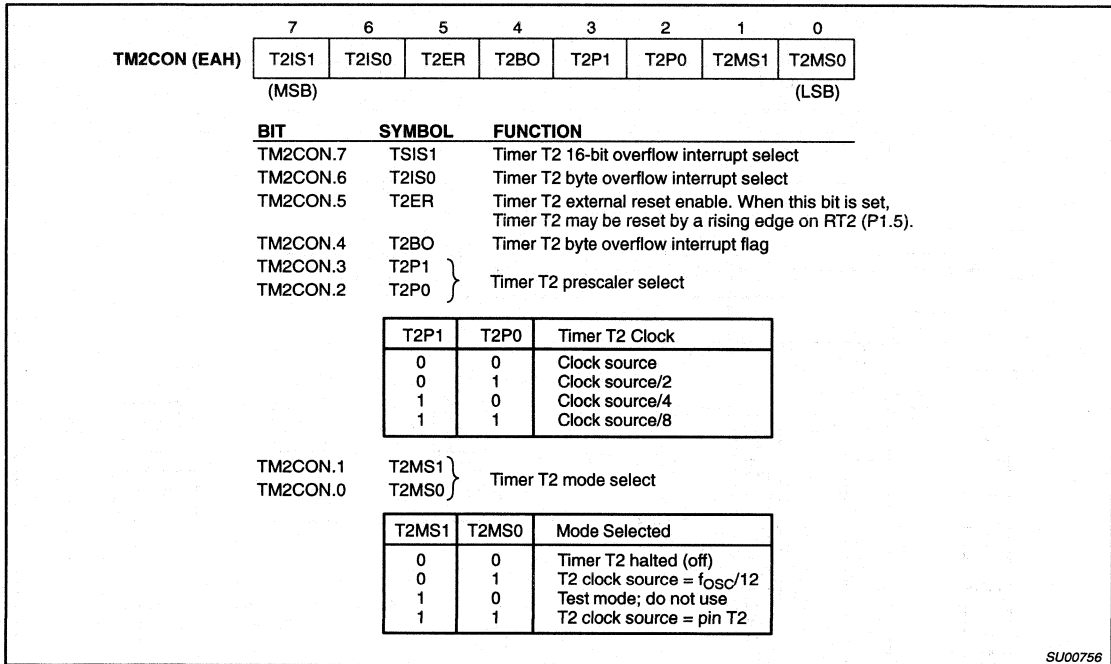 7 6 5 4 3 2 1 0
TM2CON (EAH) T2IS1 T2IS0 T2ER T2BO T2P1 T2P0 T2MS1 T2MS0
(MSB) (LSB)
BIT SYMBOL FUNCTION
TM2CON.7 TSIS1 Timer T2 16-bit overflow interrupt select
TM2CON.6 T2IS0 Timer T2 byte overflow interrupt select
TM2CON.5 T2ER Timer T2 external reset enable. When this bit is set,
Timer T2 may be reset by a rising edge on RT2 (P1.5).
TM2CON.4 T2BO Timer T2 byte overflow interrupt flag
TM2CON.3 T2P1
Timer T2 prescaler select
TM2CON.2 T2P0
T2P1 T2P0 Timer T2 Clock
0 0 Clock source
0 1 Clock source/2
1 0 Clock source/4
1 1 Clock source/8
TM2CON.1 T2MS1
Timer T2 mode select
TM2CON.0 T2MS0
T2MS1 T2MS0 Mode Selected
0 0 Timer T2 halted (off)
0 1 T2 clock source = fOSC/12
1 0 Test mode; do not use
1 1 T2 clock source = pin T2
SU00756